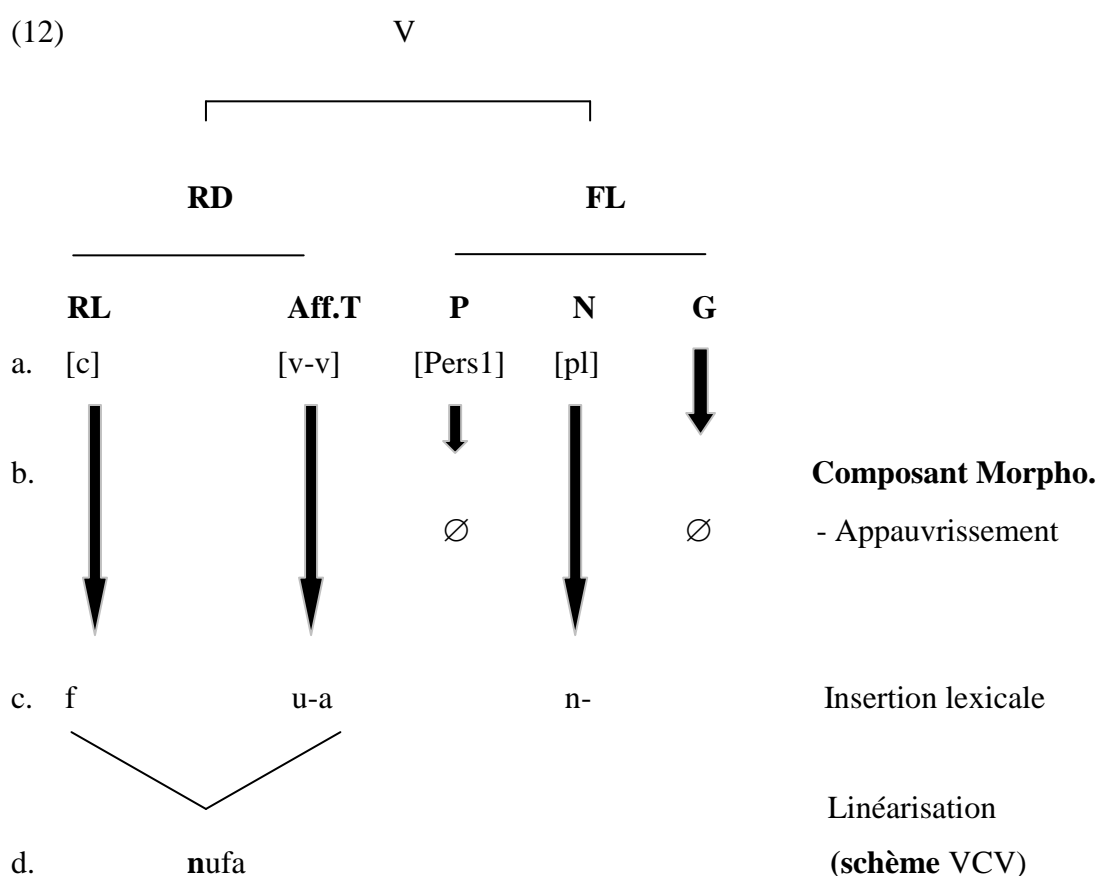 (12) V
RD FL
RL Aff.T P N G
a. [c] [v-v] [Pers1] [pl]
b. Composant Morpho.
∅ ∅ - Appauvrissement
c. f u-a n- Insertion lexicale
Linéarisation
d. nufa (schème VCV)